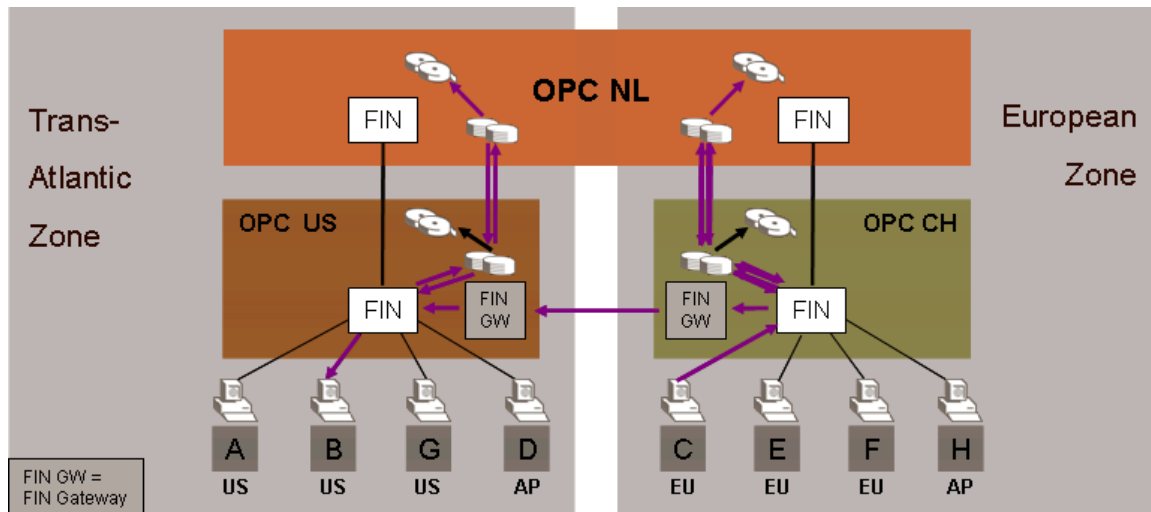 OPC NL
Trans-
Atlantic
Zone
European
Zone
FIN
FIN
OPC US
OPC CH
FIN
FIN
GW
FIN
GW
FIN
A
B
G
D
C
E
F
H
US
US
US
AP
EU
EU
EU
AP
FIN GW =
FIN Gateway